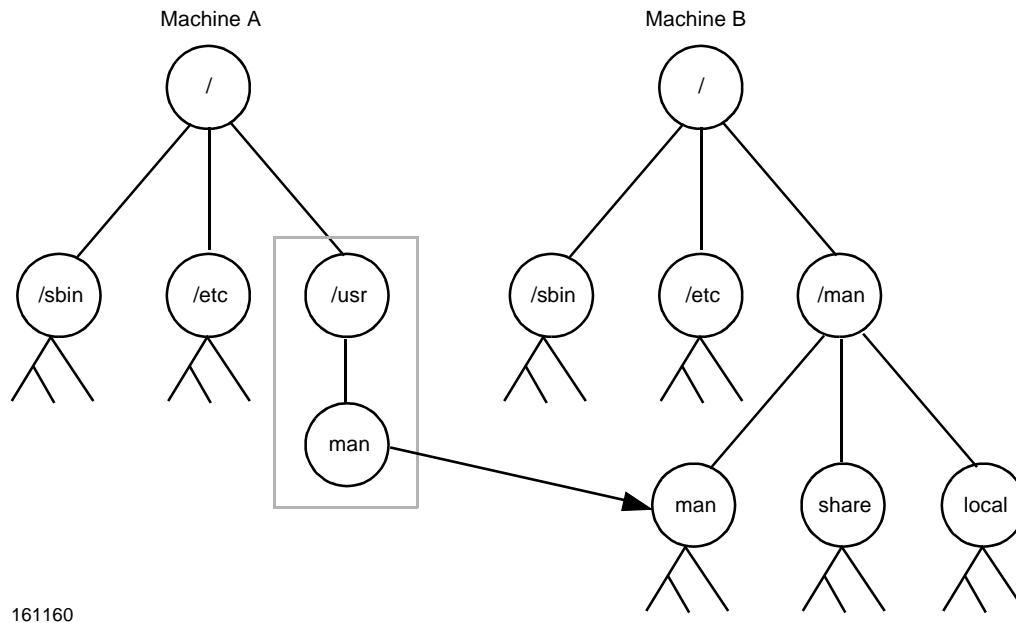 Machine A
Machine B
/
/
/sbin
/etc
/usr
/sbin
/etc
/man
man
man
share
local
161160